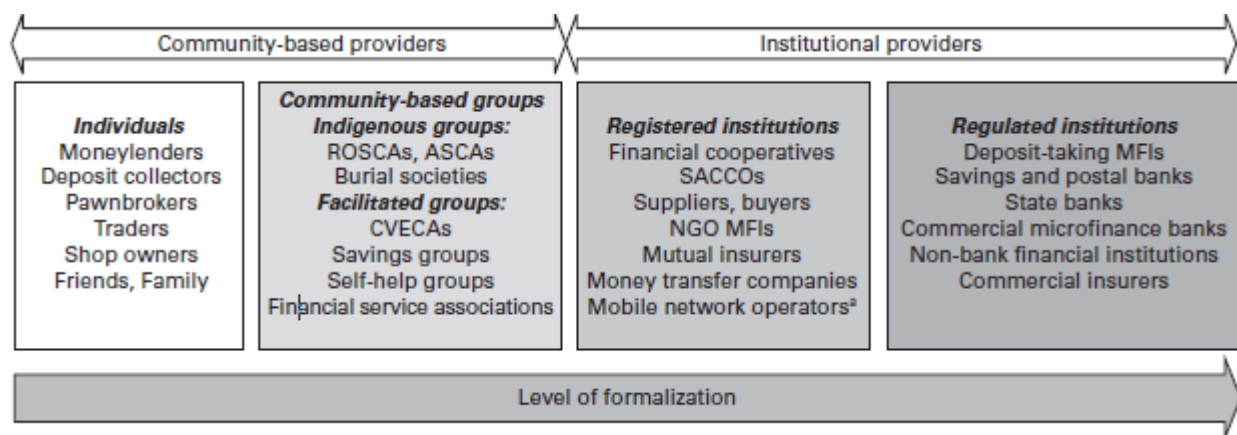 Community-based providers
Institutional providers
Individuals
Moneylenders
Deposit collectors
Pawnbrokers
Traders
Shop owners
Friends, Family
Community-based groups
Indigenous groups:
ROSCAs, ASCAs
Burial societies
Facilitated groups:
CVECAs
Savings groups
Self-help groups
Financial service associations
Registered institutions
Financial cooperatives
SACCOs
Suppliers, buyers
NGO MFIs
Mutual insurers
Money transfer companies
Mobile network operatorsª
Regulated institutions
Deposit-taking MFIs
Savings and postal banks
State banks
Commercial microfinance banks
Non-bank financial institutions
Commercial insurers
Level of formalization